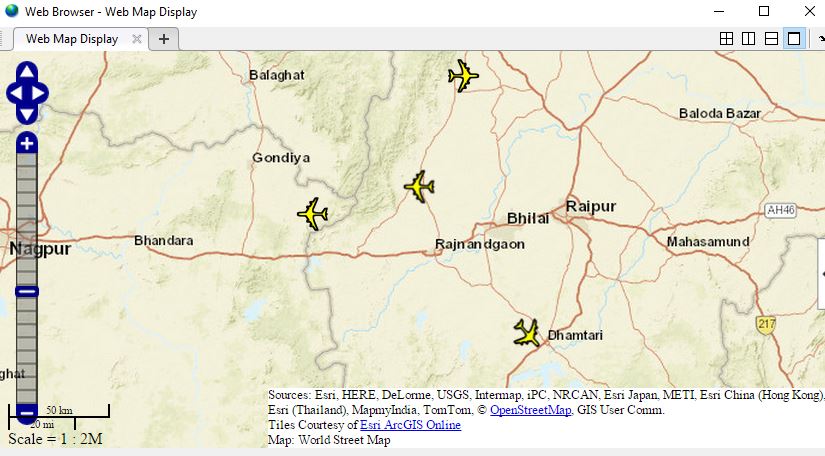 Web Browser - Web Map Display
Web Map Display
Balaghat
Baloda Bazar
Gondiya
Raipur
AH46
Bhilai
Bhandara
Rajnandgaon
Mahasamund
Nagpur
217
Dhamtari
ghat
50 km
20 mi
Scale = 1 : 2M
Sources: Esri, HERE, DeLorme, USGS, Intermap, iPC, NRCAN, Esri Japan, METI, Esri China (Hong Kong),
Esri (Thailand), MapmyIndia, TomTom, © OpenStreetMap, GIS User Comm.
Tiles Courtesy of Esri ArcGIS Online
Map: World Street Map